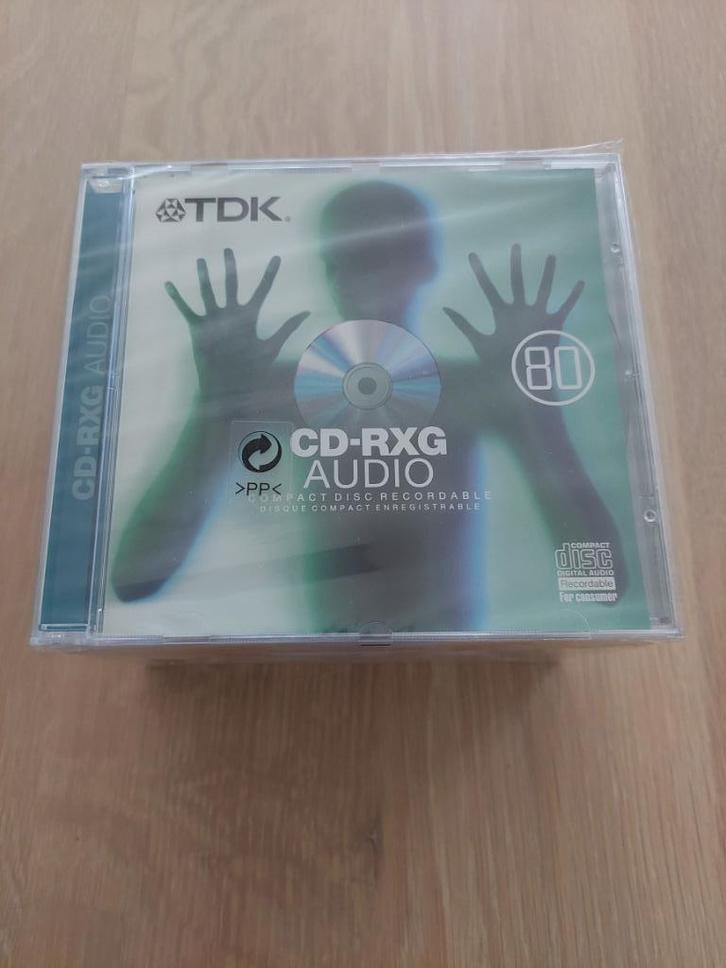 TDK®
80
CD-RXG AUDIO
CD-RXG
AUDIO
>PP<
COMPACT DISC RECORDABLE
DISQUE COMPACT ENREGISTRABLE
COMPACT
disc
DIGITAL AUDIO
Recordable
For consumer